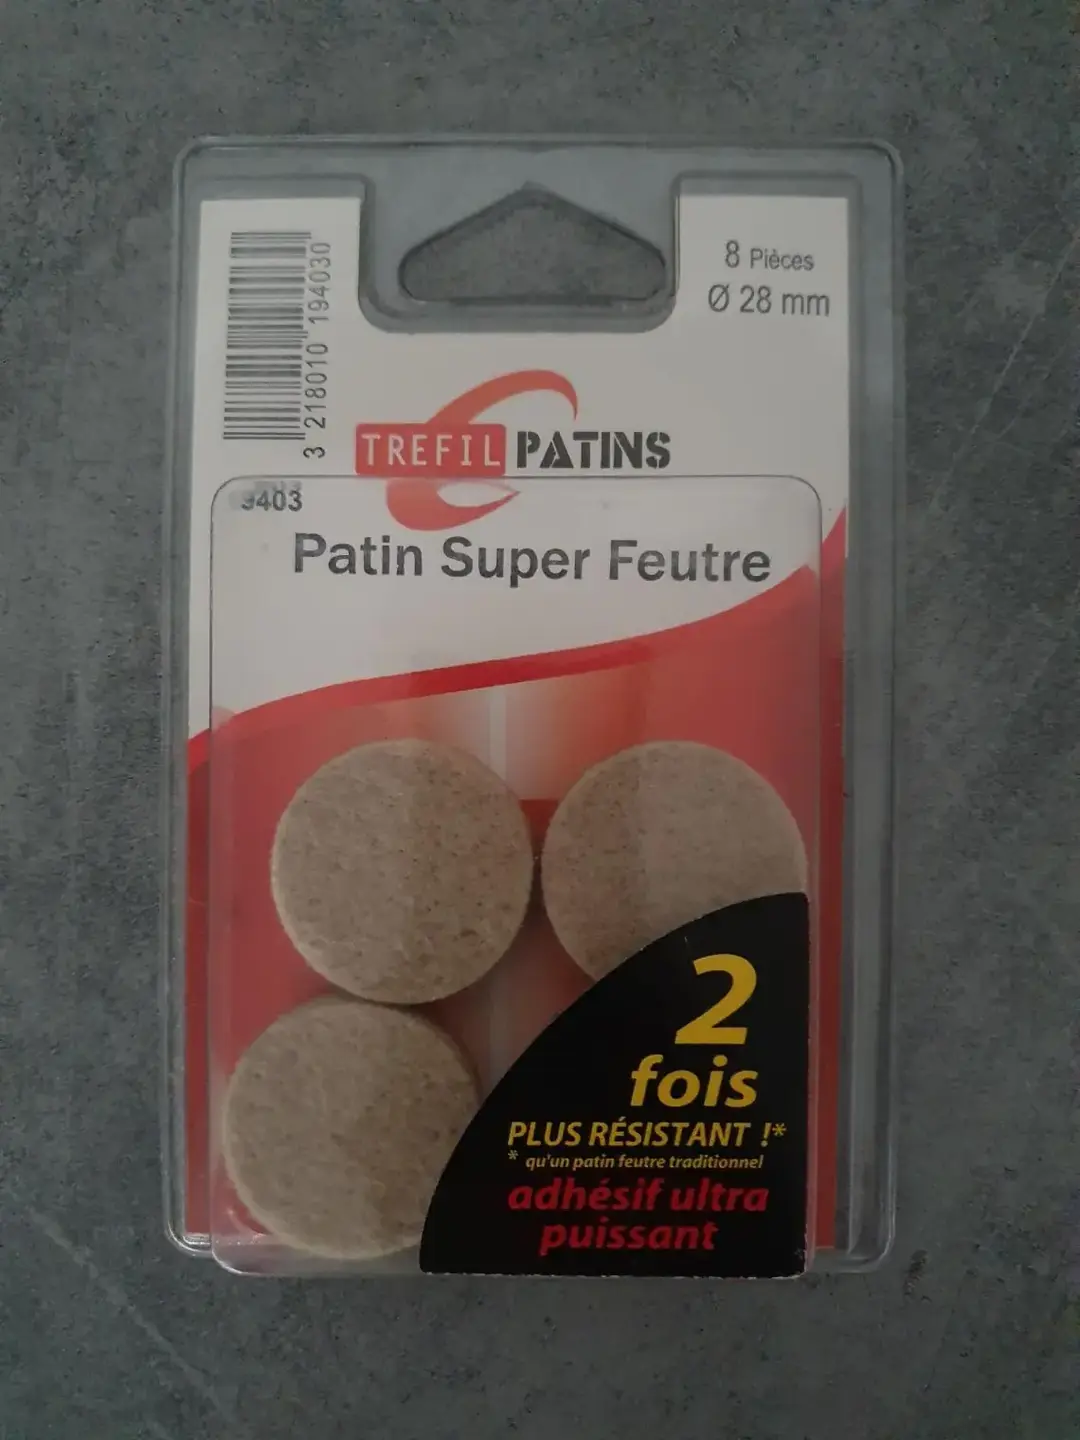 3 218010 194030
8 Pièces
Ø 28 mm
TREFIL PATINS
9403
Patin Super Feutre
2
fois
PLUS RÉSISTANT !*
* qu'un patin feutre traditionnel
adhésif ultra
puissant